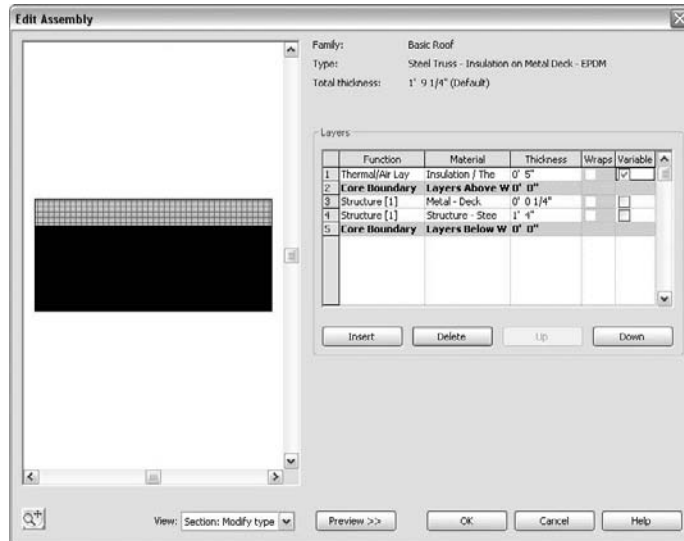 Edit Assembly
Family: Basic Roof
Type: Steel Truss - Insulation on Metal Deck - EPDM
Total thickness: 1' 9 1/4" (Default)
Layers
Function Material Thickness Wraps Variable
1 Thermal/Air Lay Insulation / The 0' 5"
2 Core Boundary Layers Above W 0' 0"
3 Structure [1] Metal - Deck 0' 0 1/4"
4 Structure [1] Structure - Stee 1' 4"
5 Core Boundary Layers Below W 0' 0"
Insert Delete Up Down
View: Section: Modify type Preview >> OK Cancel Help